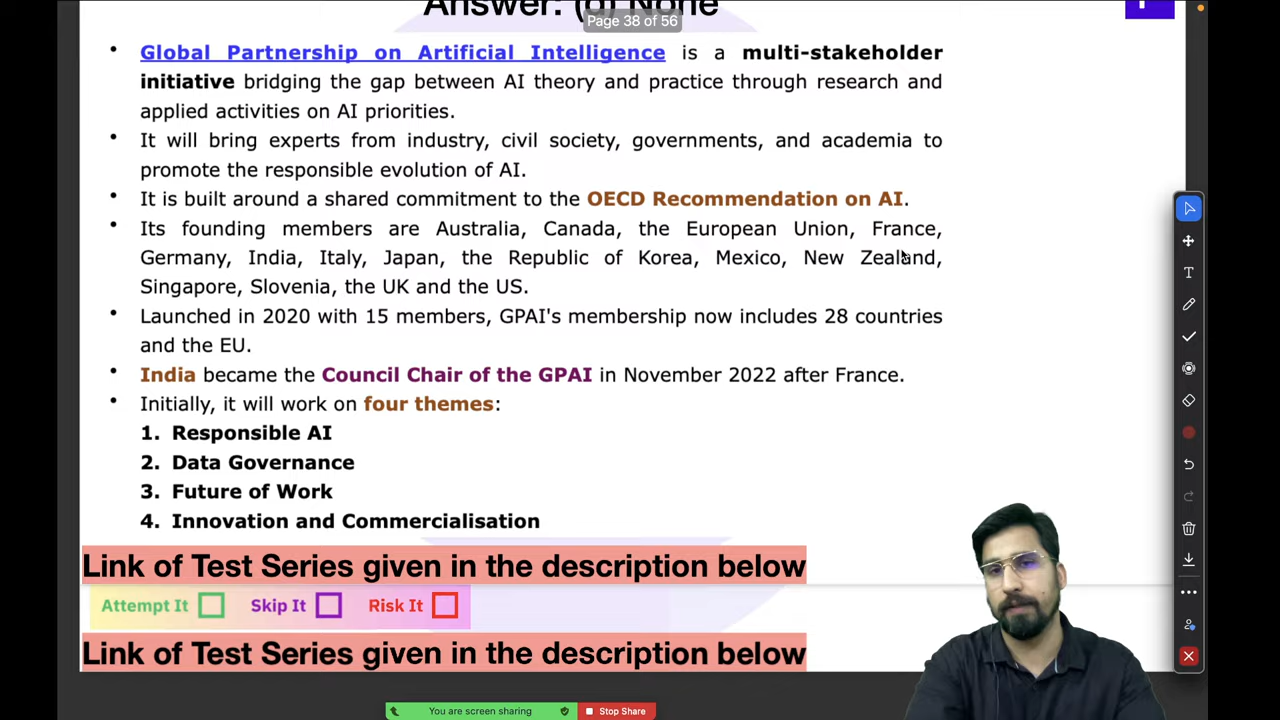 Answer: (d) None
Page 38 of 56
• Global Partnership on Artificial Intelligence is a multi-stakeholder
initiative bridging the gap between AI theory and practice through research and
applied activities on AI priorities.
• It will bring experts from industry, civil society, governments, and academia to
promote the responsible evolution of AI.
• It is built around a shared commitment to the OECD Recommendation on AI.
• Its founding members are Australia, Canada, the European Union, France,
Germany, India, Italy, Japan, the Republic of Korea, Mexico, New Zealand,
Singapore, Slovenia, the UK and the US.
• Launched in 2020 with 15 members, GPAI's membership now includes 28 countries
and the EU.
• India became the Council Chair of the GPAI in November 2022 after France.
• Initially, it will work on four themes:
1. Responsible AI
2. Data Governance
3. Future of Work
4. Innovation and Commercialisation
Link of Test Series given in the description below
Attempt It Skip It Risk It
Link of Test Series given in the description below
You are screen sharing Stop Share